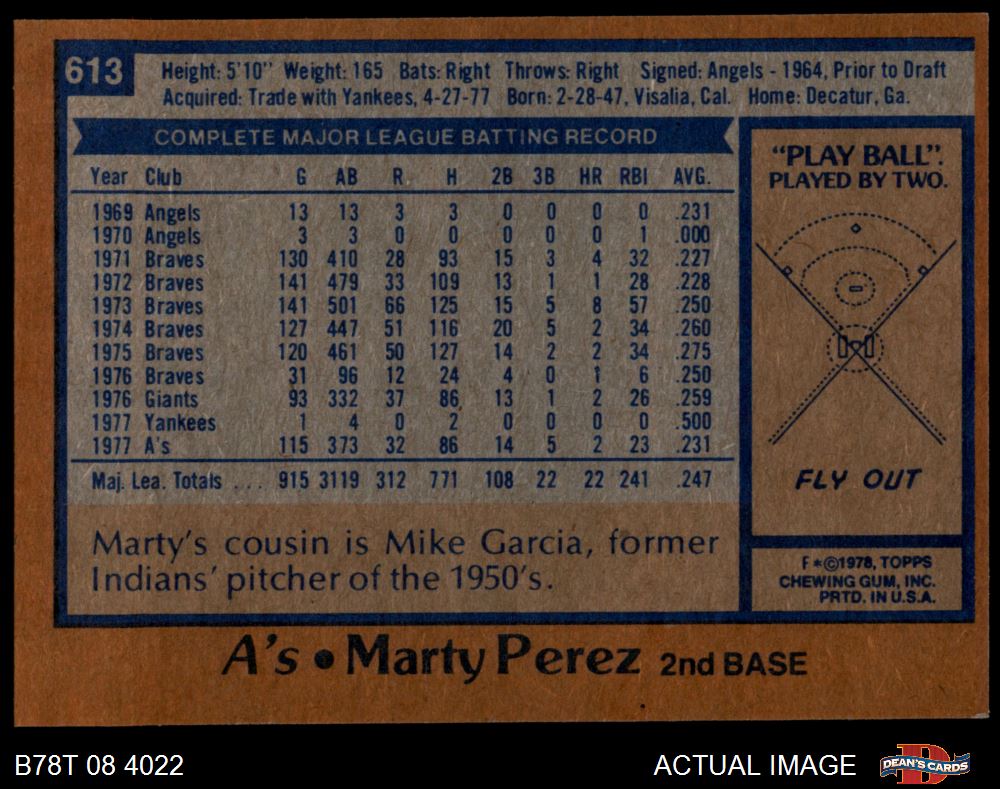 613
Height: 5'10" Weight: 165 Bats: Right Throws: Right Signed: Angels - 1964, Prior to Draft
Acquired: Trade with Yankees, 4-27-77 Born: 2-28-47, Visalia, Cal. Home: Decatur, Ga.
COMPLETE MAJOR LEAGUE BATTING RECORD
Year Club G AB R. H 2B 3B HR RBI AVG.
1969 Angels 13 13 3 3 0 0 0 0 .231
1970 Angels 3 3 0 0 0 0 0 1 .000
1971 Braves 130 410 28 93 15 3 4 32 .227
1972 Braves 141 479 33 109 13 1 1 28 .228
1973 Braves 141 501 66 125 15 5 8 57 .250
1974 Braves 127 447 51 116 20 5 2 34 .260
1975 Braves 120 461 50 127 14 2 2 34 .275
1976 Braves 31 96 12 24 4 0 1 6 .250
1976 Giants 93 332 37 86 13 1 2 26 .259
1977 Yankees 1 4 0 2 0 0 0 0 .500
1977 A's 115 373 32 86 14 5 2 23 .231
Maj. Lea. Totals ... 915 3119 312 771 108 22 22 241 .247
Marty's cousin is Mike Garcia, former
Indians' pitcher of the 1950's.
"PLAY BALL".
PLAYED BY TWO.
FLY OUT
F*©1978, TOPPS
CHEWING GUM, INC.
PRTD. IN U.S.A.
A's • Marty Perez 2nd BASE
B78T 08 4022
ACTUAL IMAGE
D
DEAN'S CARDS